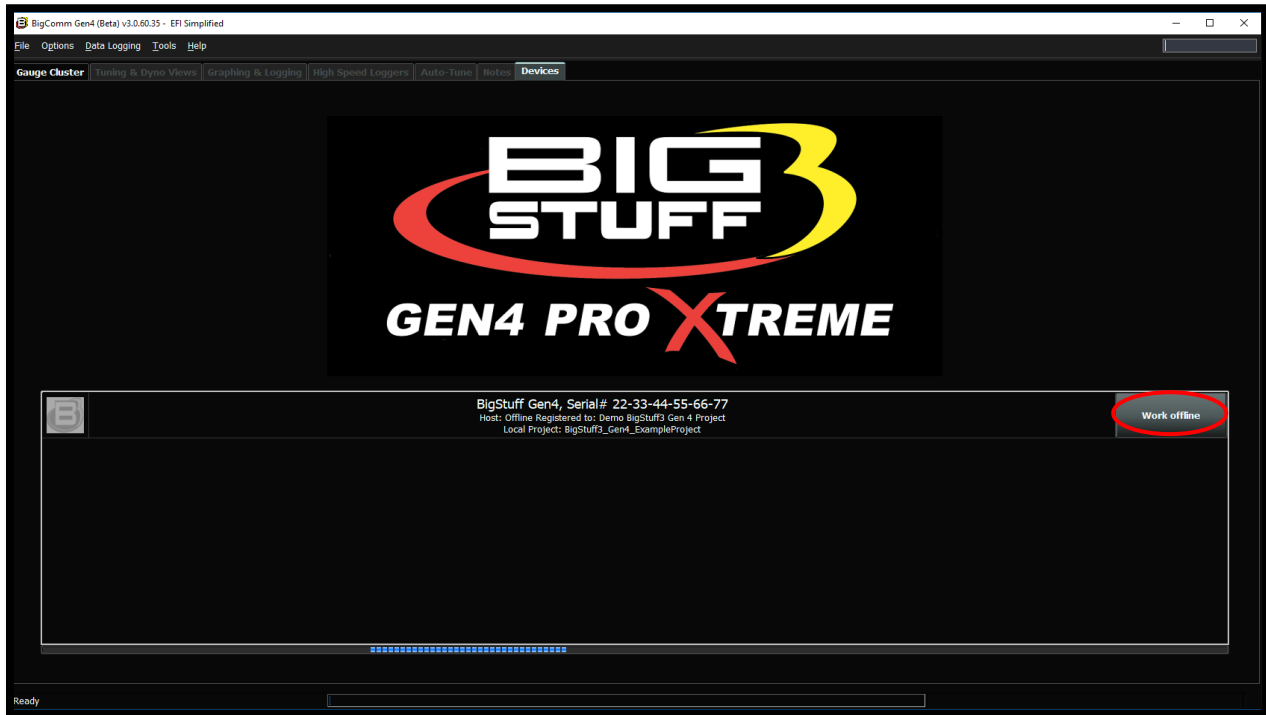 BigComm Gen4 (Beta) v3.0.60.35 - EFI Simplified
File Options Data Logging Tools Help
Gauge Cluster Tuning & Dyno Views Graphing & Logging High Speed Loggers Auto-Tune Notes Devices
BIG 3
STUFF
GEN4 PRO XTREME
BigStuff Gen4, Serial# 22-33-44-55-66-77
Host: Offline Registered to: Demo BigStuff3 Gen 4 Project
Local Project: BigStuff3_Gen4_ExampleProject
Work offline
Ready